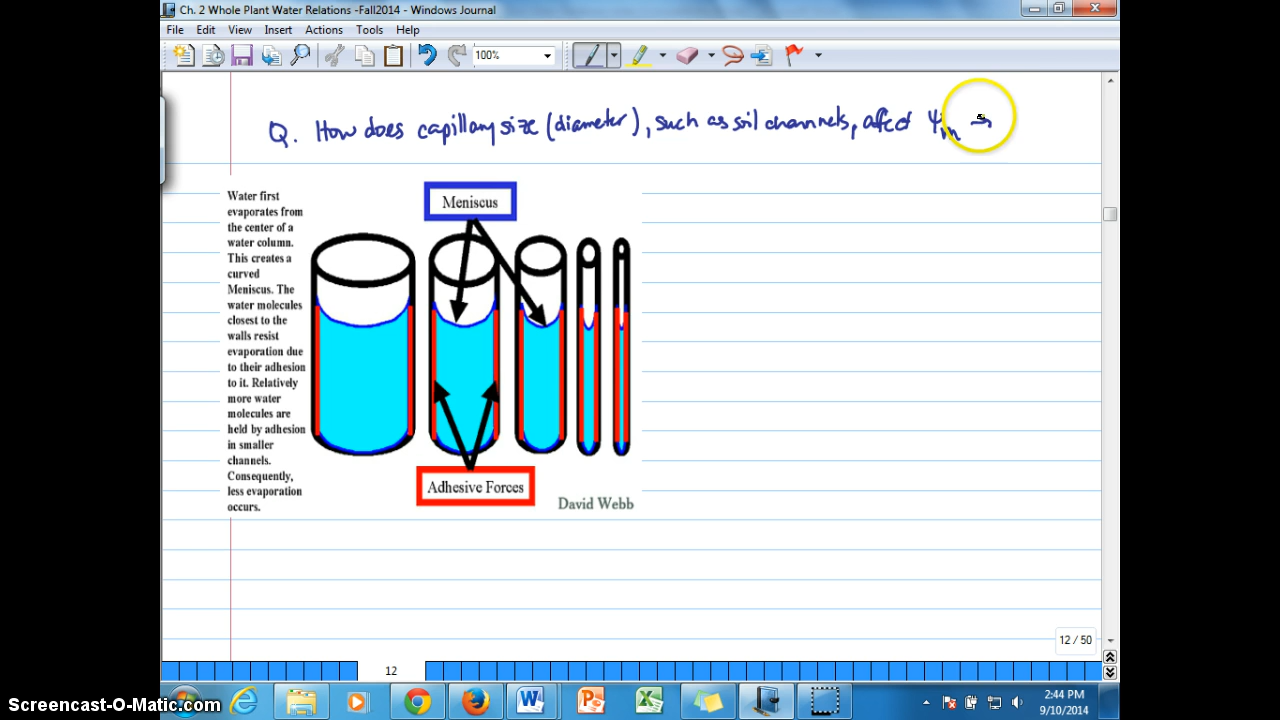 Ch. 2 Whole Plant Water Relations -Fall2014 - Windows Journal
File Edit View Insert Actions Tools Help
100%
Q. How does capillary size (diameter), such as soil channels, affect Ψm
Water first
evaporates from
the center of a
water column.
This creates a
curved
Meniscus. The
water molecules
closest to the
walls resist
evaporation due
to their adhesion
to it. Relatively
more water
molecules are
held by adhesion
in smaller
channels.
Consequently,
less evaporation
occurs.
Meniscus
Adhesive Forces
David Webb
12 / 50
12
Screencast-O-Matic.com
2:44 PM
9/10/2014